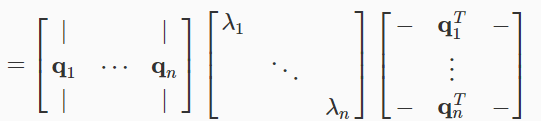 = [ | | ] [ λ₁ ] [ − q₁ᵀ − ]
[ q₁ ⋯ qₙ ] [ ⋱ ] [ ⋮ ]
[ | | ] [ λₙ ] [ − qₙᵀ − ]